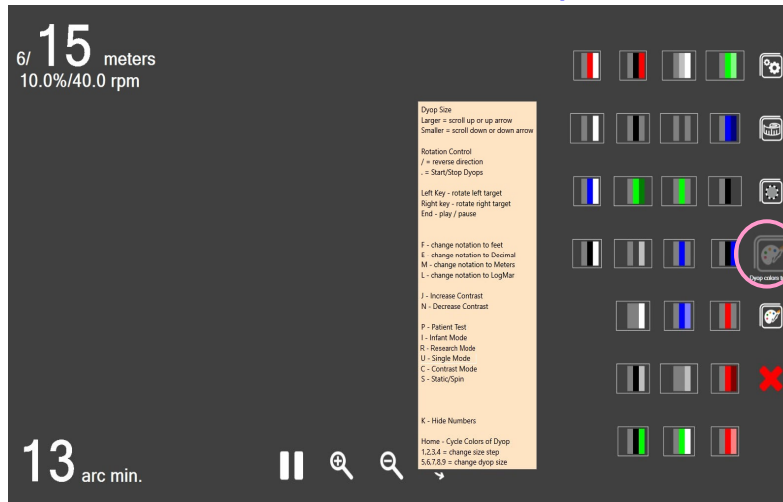 6/ 15 meters
10.0%/40.0 rpm
Dyop Size
Larger = scroll up or up arrow
Smaller = scroll down or down arrow
Rotation Control
/ = reverse direction
. = Start/Stop Dyops
Left Key - rotate left target
Right key - rotate right target
End - play / pause
F - change notation to feet
E - change notation to Decimal
M - change notation to Meters
L - change notation to LogMar
J - Increase Contrast
N - Decrease Contrast
P - Patient Test
I - Infant Mode
R - Research Mode
U - Single Mode
C - Contrast Mode
S - Static/Spin
K - Hide Numbers
Home - Cycle Colors of Dyop
1,2,3,4 = change size step
5,6,7,8,9 = change dyop size
Dyop colors
13 arc min.